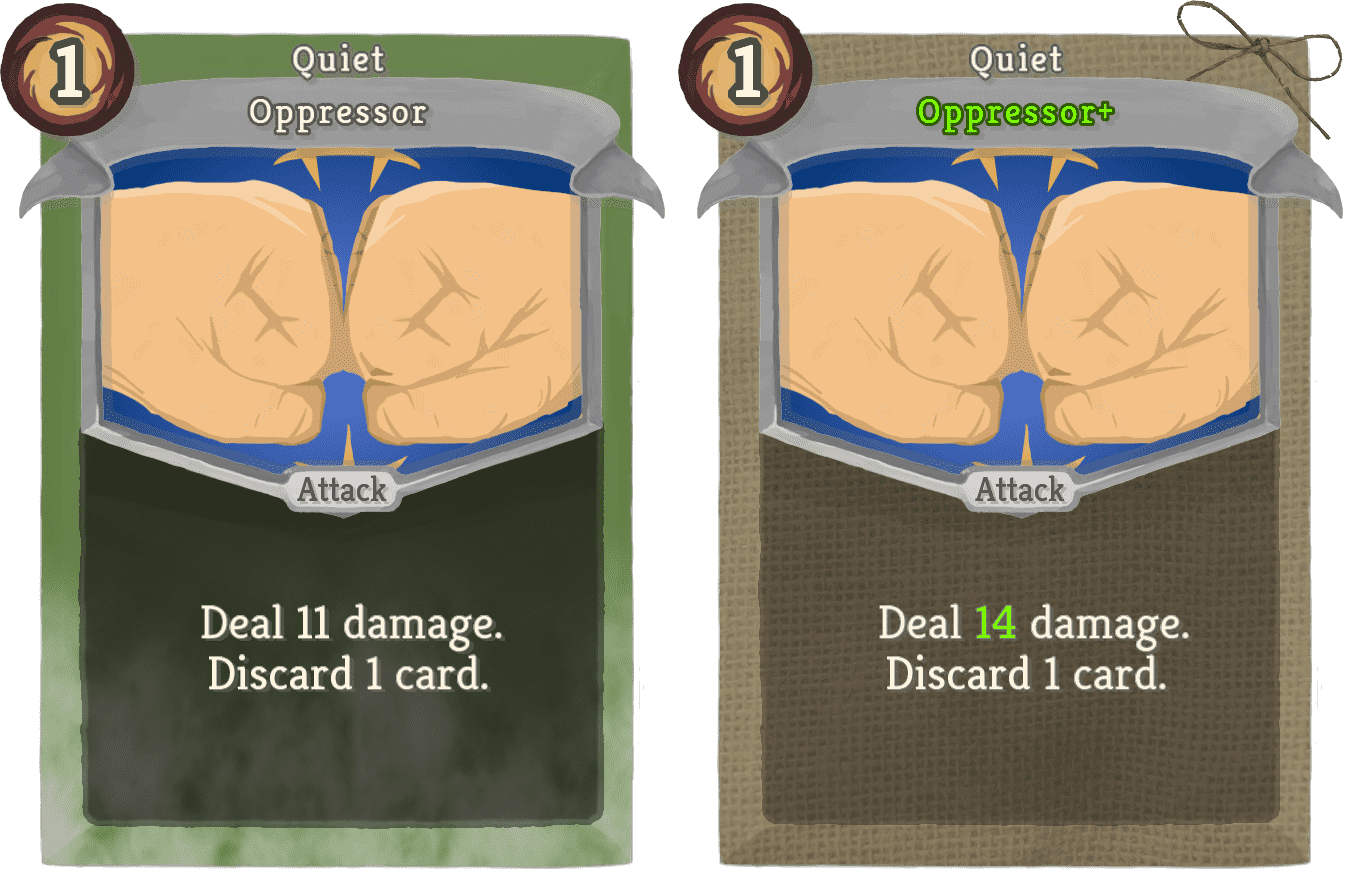 1
Quiet
Oppressor
Attack
Deal 11 damage.
Discard 1 card.
1
Quiet
Oppressor+
Attack
Deal 14 damage.
Discard 1 card.